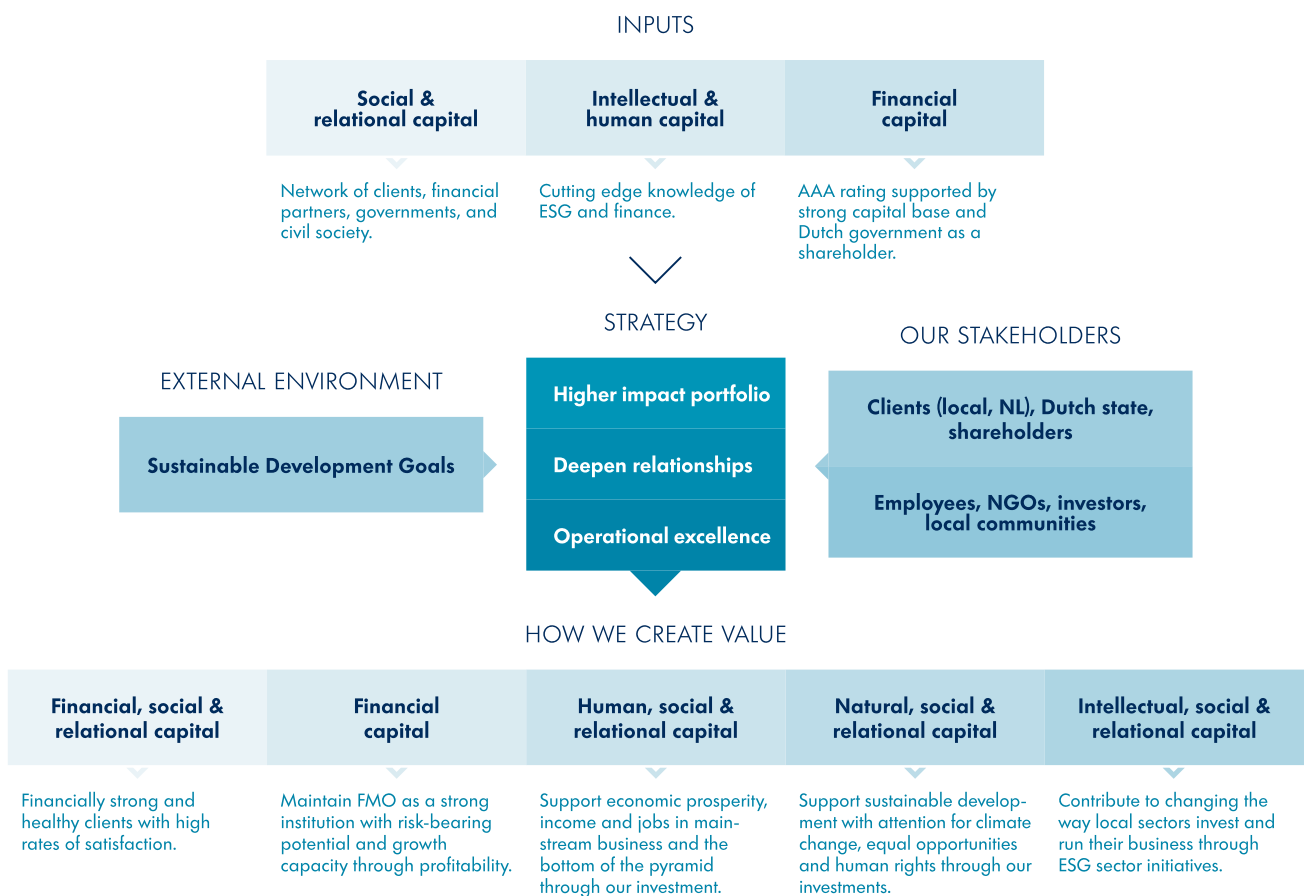 INPUTS
Social &
relational capital
Intellectual &
human capital
Financial
capital
Network of clients, financial
partners, governments, and
civil society.
Cutting edge knowledge of
ESG and finance.
AAA rating supported by
strong capital base and
Dutch government as a
shareholder.
STRATEGY
Higher impact portfolio
Deepen relationships
Operational excellence
EXTERNAL ENVIRONMENT
Sustainable Development Goals
OUR STAKEHOLDERS
Clients (local, NL), Dutch state,
shareholders
Employees, NGOs, investors,
local communities
HOW WE CREATE VALUE
Financial, social &
relational capital
Financial
capital
Human, social &
relational capital
Natural, social &
relational capital
Intellectual, social &
relational capital
Financially strong and
healthy clients with high
rates of satisfaction.
Maintain FMO as a strong
institution with risk-bearing
potential and growth
capacity through profitability.
Support economic prosperity,
income and jobs in main-
stream business and the
bottom of the pyramid
through our investment.
Support sustainable develop-
ment with attention for climate
change, equal opportunities
and human rights through our
investments.
Contribute to changing the
way local sectors invest and
run their business through
ESG sector initiatives.